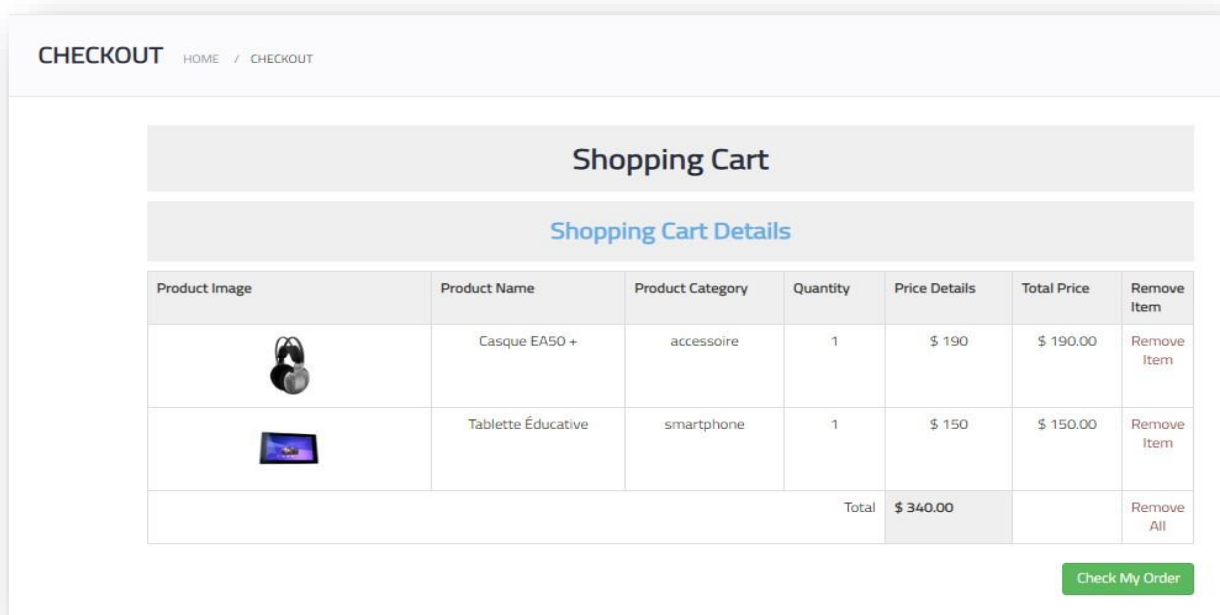 CHECKOUT HOME / CHECKOUT
Shopping Cart
Shopping Cart Details
Product Image Product Name Product Category Quantity Price Details Total Price Remove Item
Casque EA50 + accessoire 1 $ 190 $ 190.00 Remove Item
Tablette Éducative smartphone 1 $ 150 $ 150.00 Remove Item
Total $ 340.00 Remove All
Check My Order